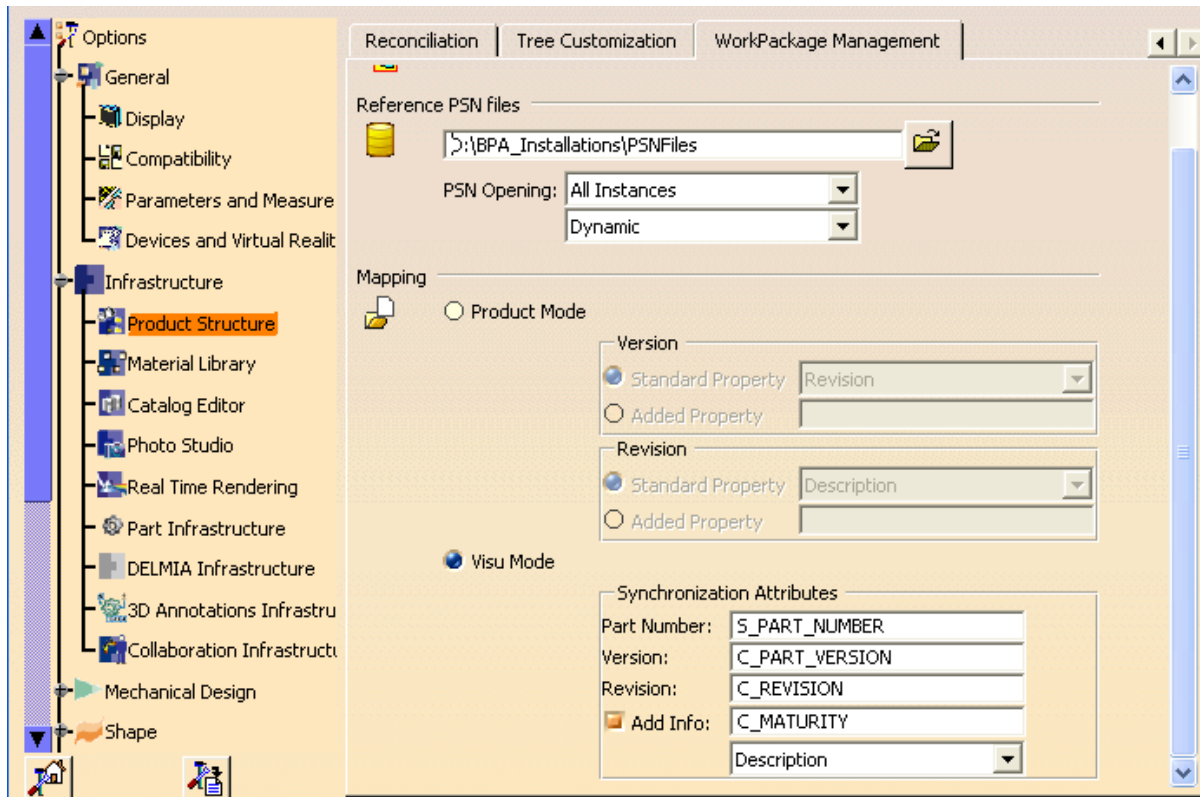 Options
General
Display
Compatibility
Parameters and Measure
Devices and Virtual Realit
Infrastructure
Product Structure
Material Library
Catalog Editor
Photo Studio
Real Time Rendering
Part Infrastructure
DELMIA Infrastructure
3D Annotations Infrastru
Collaboration Infrastructu
Mechanical Design
Shape
Reconciliation
Tree Customization
WorkPackage Management
Reference PSN files
D:\BPA_Installations\PSNFiles
PSN Opening: All Instances
Dynamic
Mapping
Product Mode
Version
Standard Property Revision
Added Property
Revision
Standard Property Description
Added Property
Visu Mode
Synchronization Attributes
Part Number: S_PART_NUMBER
Version: C_PART_VERSION
Revision: C_REVISION
Add Info: C_MATURITY
Description